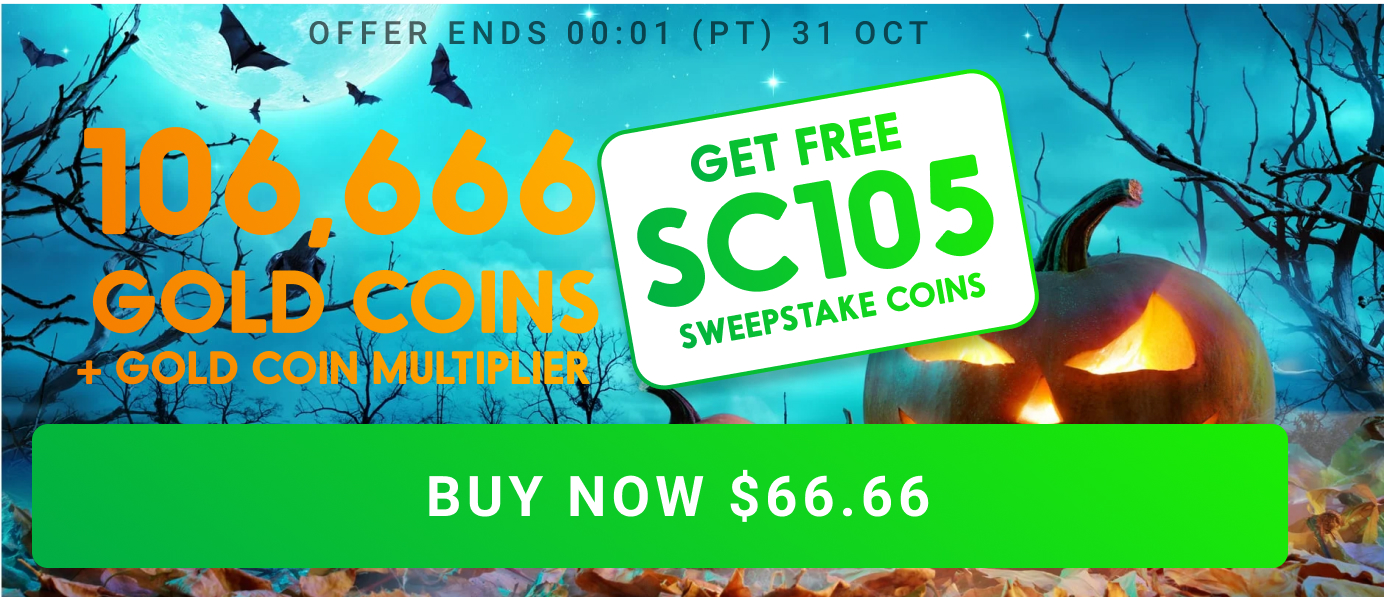 OFFER ENDS 00:01 (PT) 31 OCT
106,666
GOLD COINS
+ GOLD COIN MULTIPLIER
GET FREE
SC105
SWEEPSTAKE COINS
BUY NOW $66.66